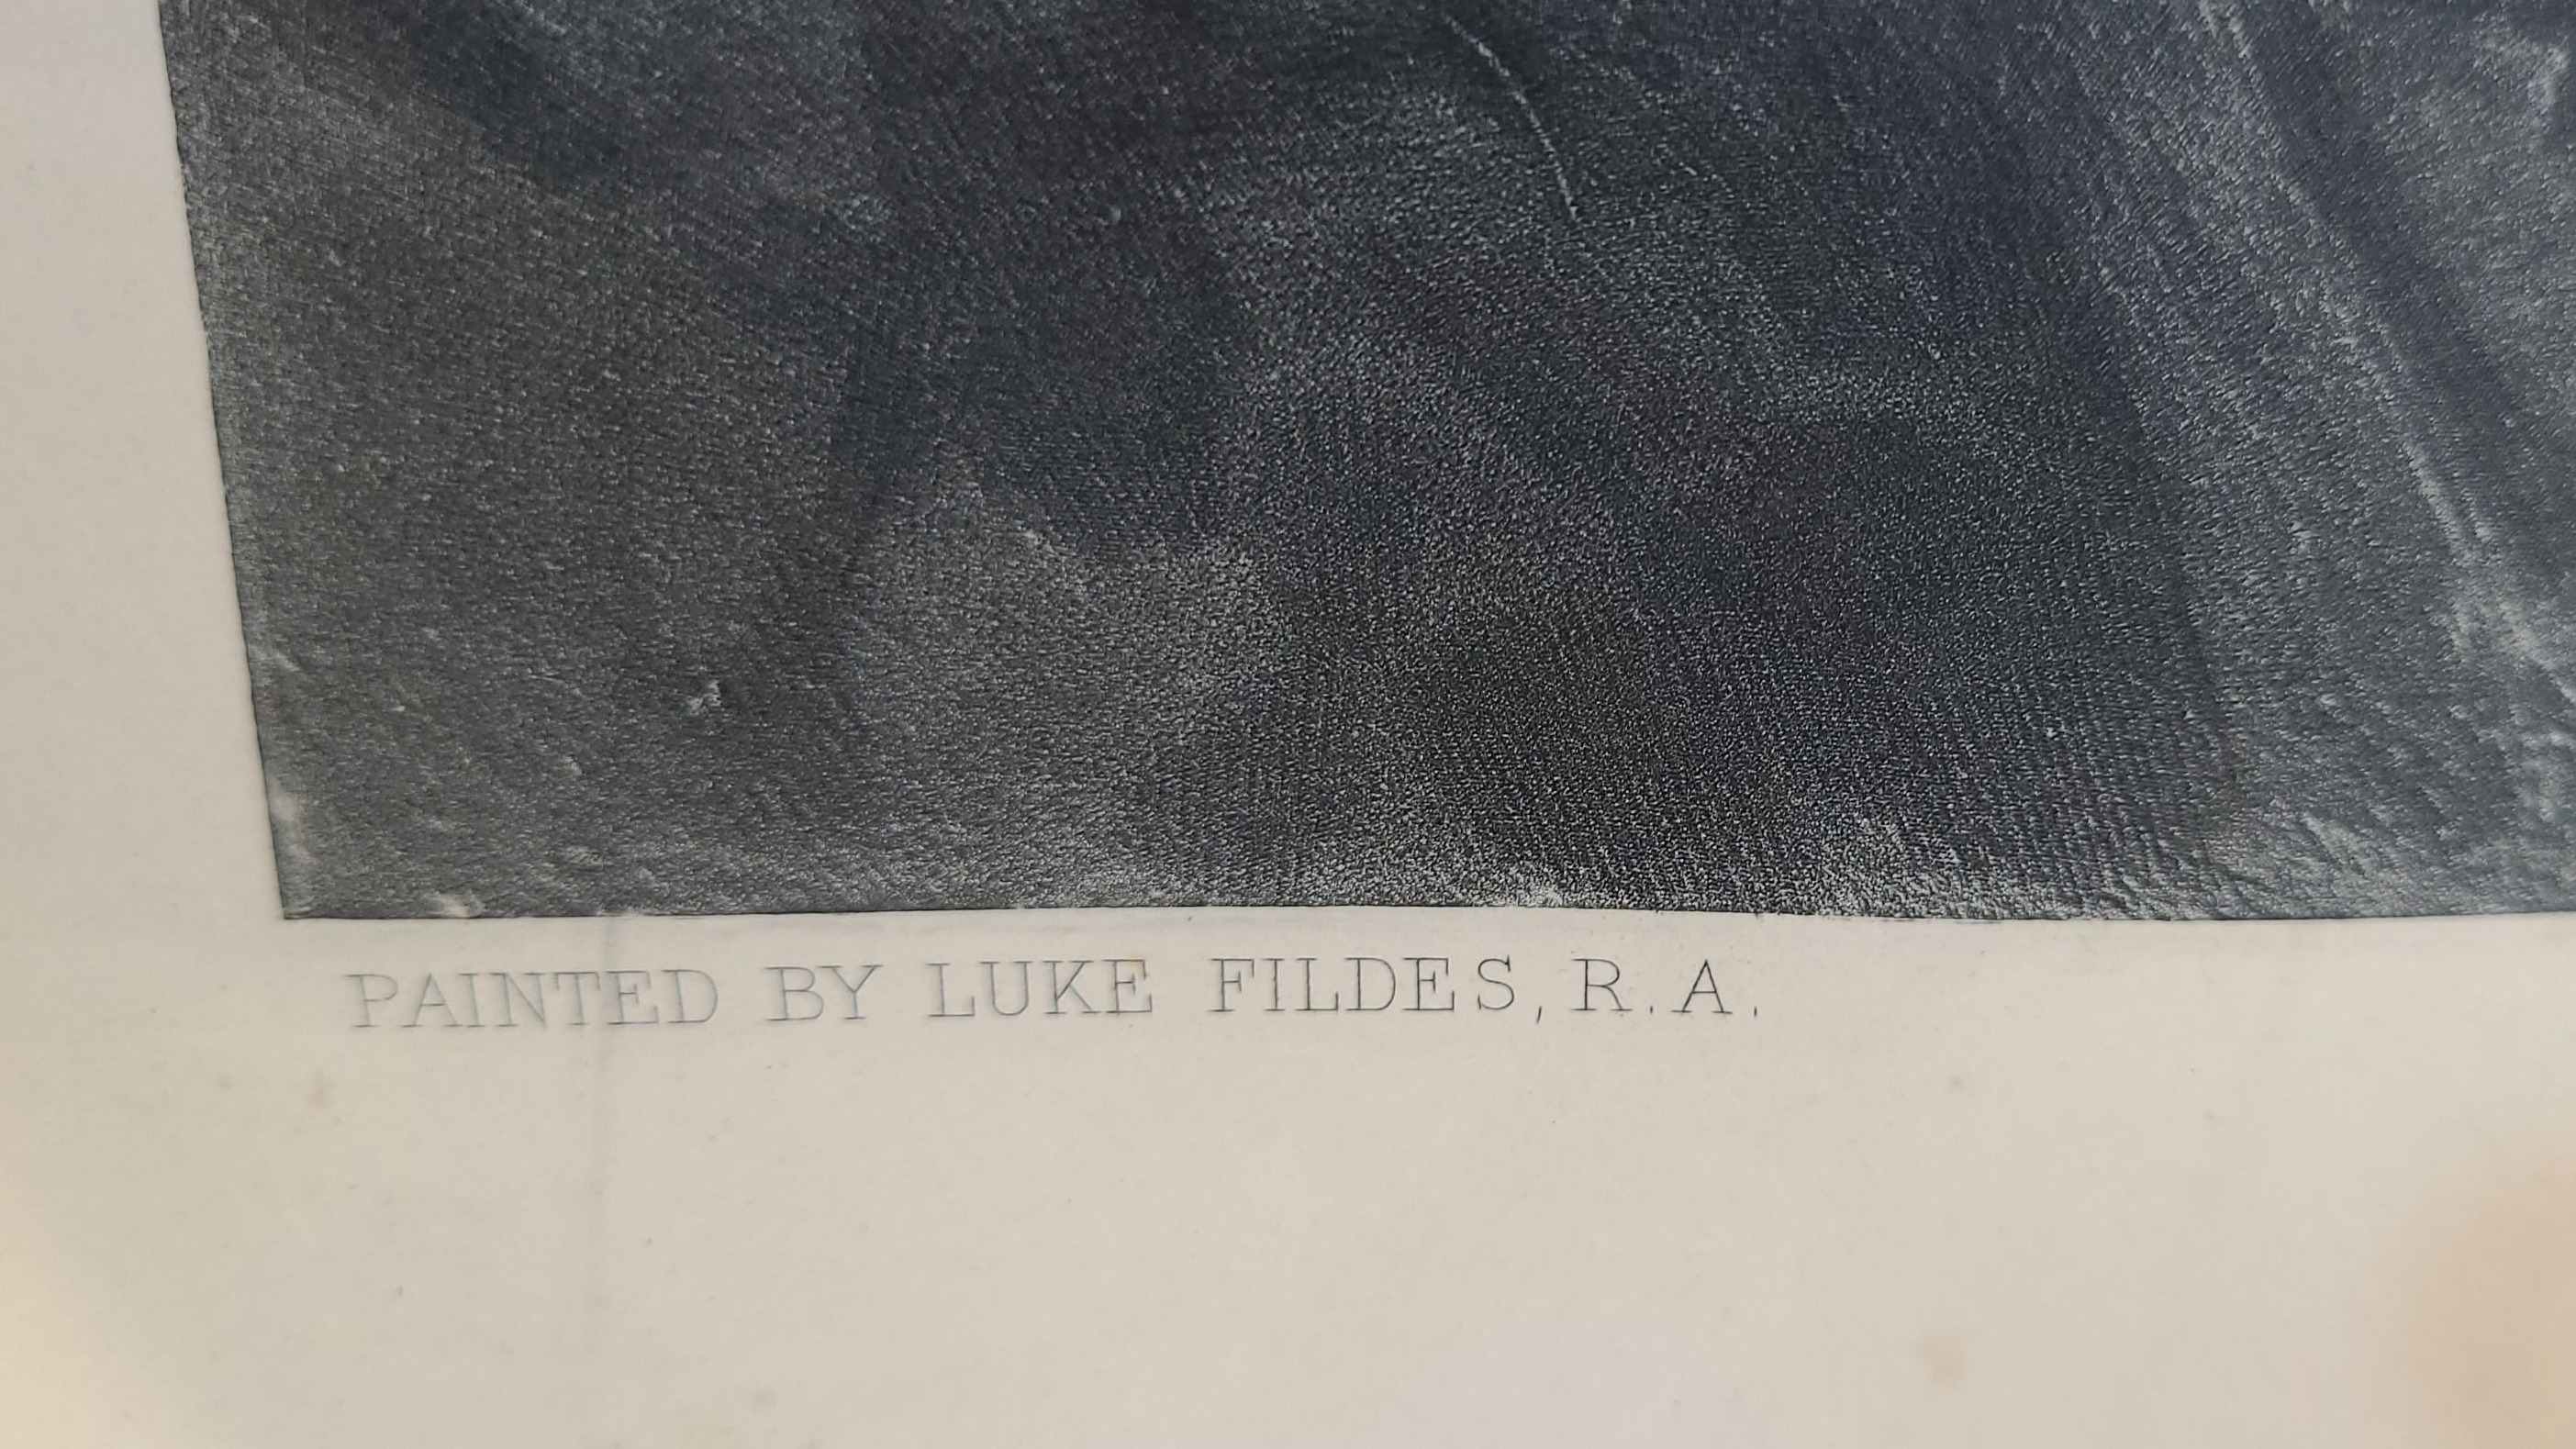 PAINTED BY LUKE FILDES, R.A.